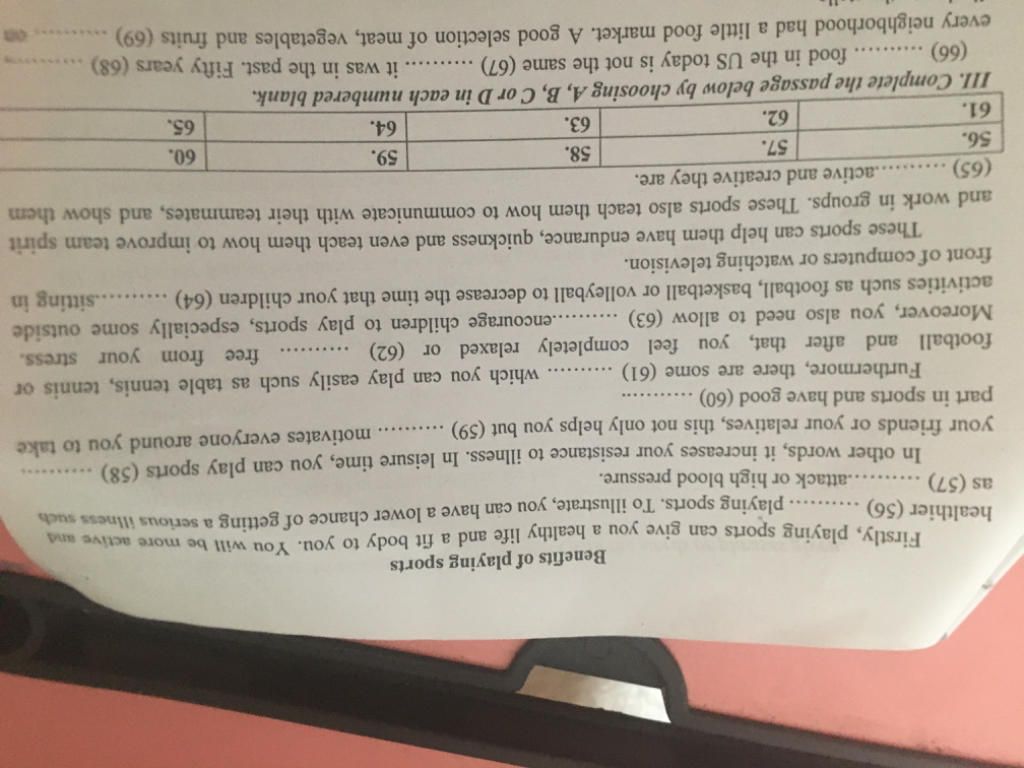 Benefits of playing sports
Firstly, playing sports can give you a healthy life and a fit body to you. You will be more active and
healthier (56) .......... playing sports. To illustrate, you can have a lower chance of getting a serious illness such
as (57) ..........attack or high blood pressure.
In other words, it increases your resistance to illness. In leisure time, you can play sports (58) ..........
your friends or your relatives, this not only helps you but (59) .......... motivates everyone around you to take
part in sports and have good (60) ..........
Furthermore, there are some (61) .......... which you can play easily such as table tennis, tennis or
football and after that, you feel completely relaxed or (62) .......... free from your stress.
Moreover, you also need to allow (63) ..........encourage children to play sports, especially some outside
activities such as football, basketball or volleyball to decrease the time that your children (64) ..........sitting in
front of computers or watching television.
These sports can help them have endurance, quickness and even teach them how to improve team spirit
and work in groups. These sports also teach them how to communicate with their teammates, and show them
(65) ..........active and creative they are.
56. 57. 58. 59. 60.
61. 62. 63. 64. 65.
III. Complete the passage below by choosing A, B, C or D in each numbered blank.
(66) .......... food in the US today is not the same (67) .......... it was in the past. Fifty years (68) ..........
every neighborhood had a little food market. A good selection of meat, vegetables and fruits (69) .......... on